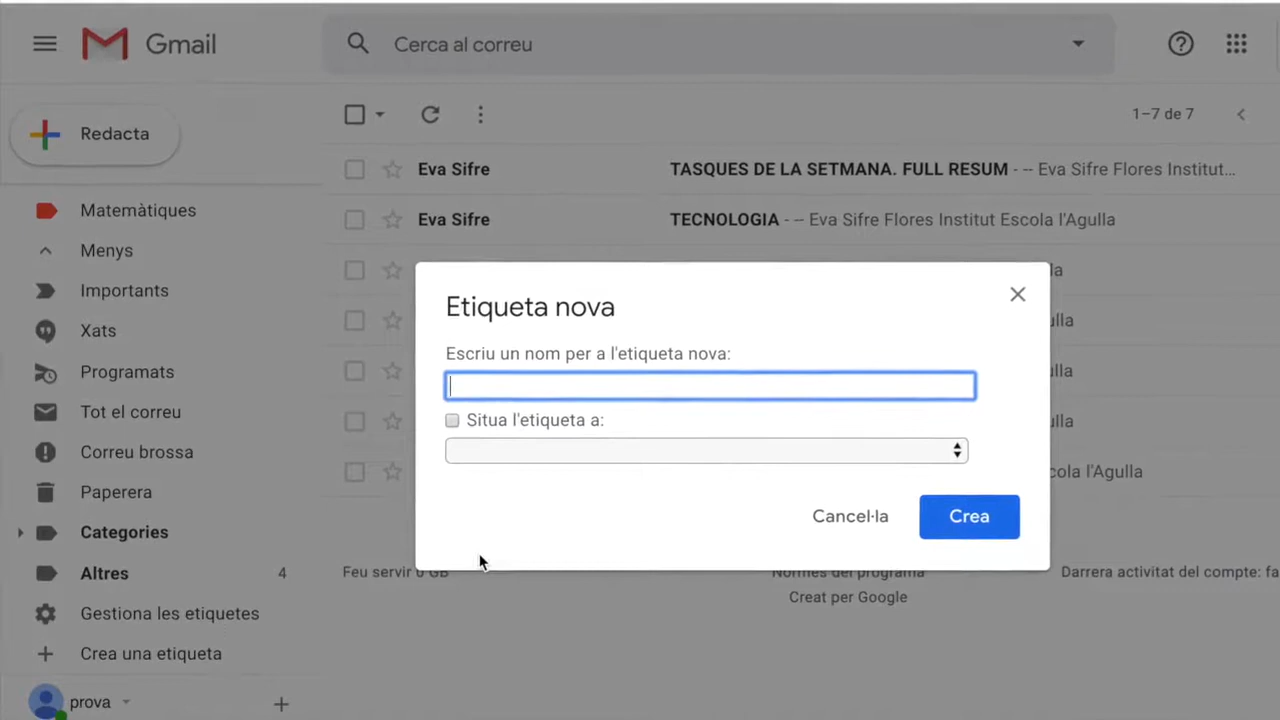 Gmail
Cerca al correu
Redacta
1–7 de 7
Eva Sifre TASQUES DE LA SETMANA. FULL RESUM - -- Eva Sifre Flores Institut...
Eva Sifre TECNOLOGIA - -- Eva Sifre Flores Institut Escola l'Agulla
Matemàtiques
Menys
Importants
Xats
Programats
Tot el correu
Correu brossa
Paperera
Categories
Altres 4
Gestiona les etiquetes
Crea una etiqueta
prova
Etiqueta nova
Escriu un nom per a l'etiqueta nova:
Situa l'etiqueta a:
Cancel·la
Crea
l'Agulla
Feu servir 0 GB
Normes del programa
Creat per Google
Darrera activitat del compte: fa